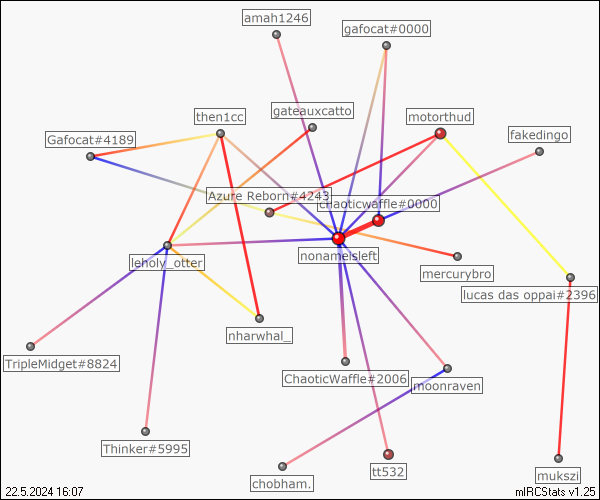 amah1246
gafocat#0000
then1cc
gateauxcatto
motorthud
fakedingo
Gafocat#4189
Azure Reborn#4243
chaoticwaffle#0000
leholy_otter
nonameisleft
mercurybro
lucas das oppai#2396
nharwhal_
TripleMidget#8824
ChaoticWaffle#2006
moonraven
Thinker#5995
chobham.
tt532
mukszi
22.5.2024 16:07
mIRCStats v1.25